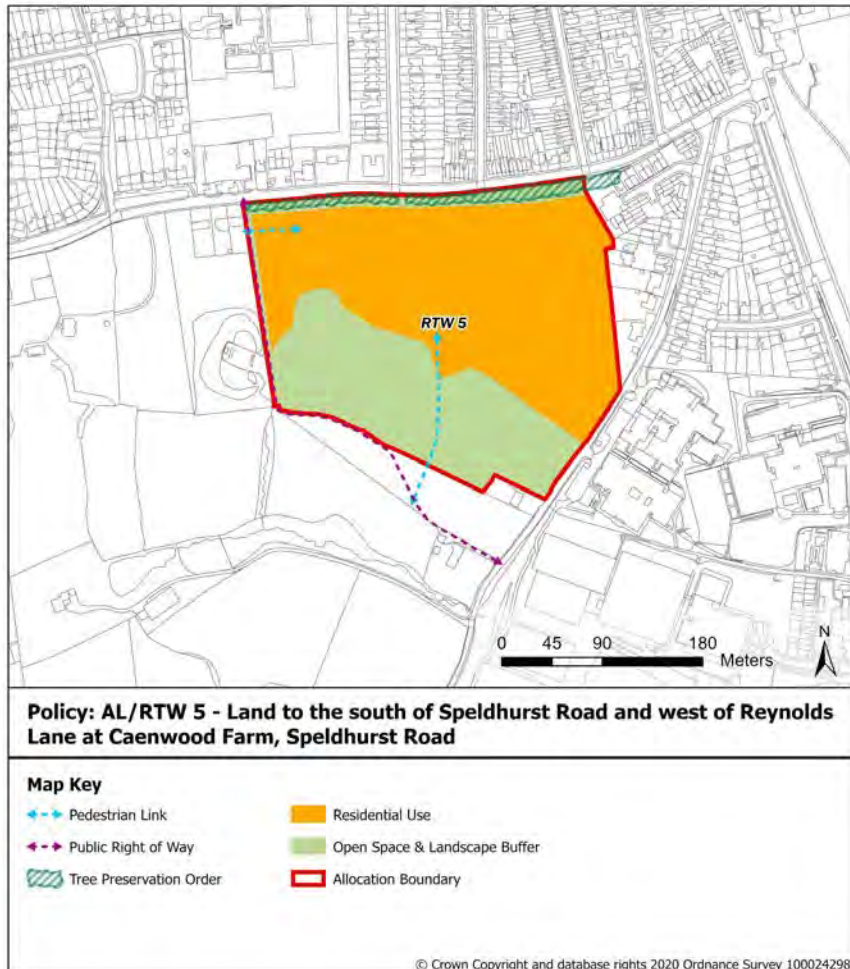 RTW 5
0 45 90 180
Meters
N
Policy: AL/RTW 5 - Land to the south of Speldhurst Road and west of Reynolds
Lane at Caenwood Farm, Speldhurst Road
Map Key
Pedestrian Link
Residential Use
Public Right of Way
Open Space & Landscape Buffer
Tree Preservation Order
Allocation Boundary
© Crown Copyright and database rights 2020 Ordnance Survey 100024298